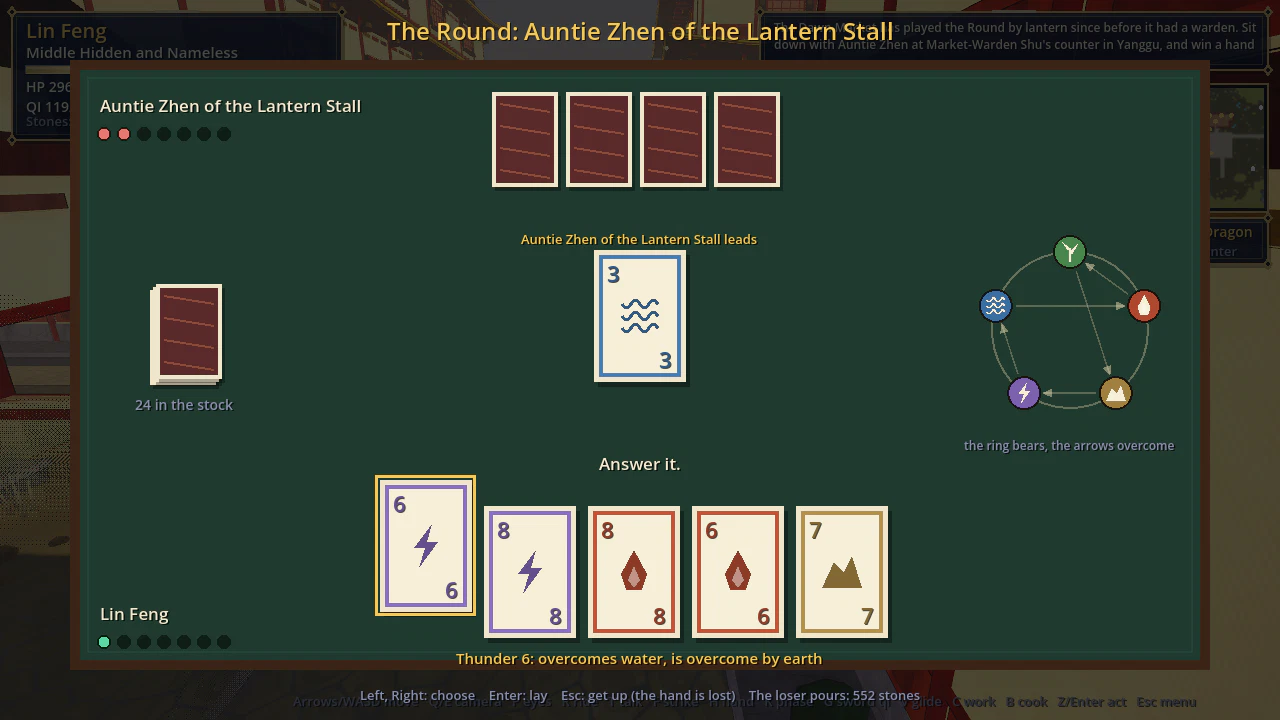 The Round: Auntie Zhen of the Lantern Stall
Lin Feng
Middle Hidden and Nameless
HP 296
QI 119
Stones:
played the Round by lantern since before it had a warden. Sit
down with Auntie Zhen at Market-Warden Shu's counter in Yanggu, and win a hand
Auntie Zhen of the Lantern Stall
Auntie Zhen of the Lantern Stall leads
3
3
24 in the stock
the ring bears, the arrows overcome
Answer it.
6
6
8
8
8
8
6
6
7
7
Lin Feng
Thunder 6: overcomes water, is overcome by earth
Left, Right: choose Enter: lay Esc: get up (the hand is lost) The loser pours: 552 stones
C work B cook Z/Enter act Esc menu